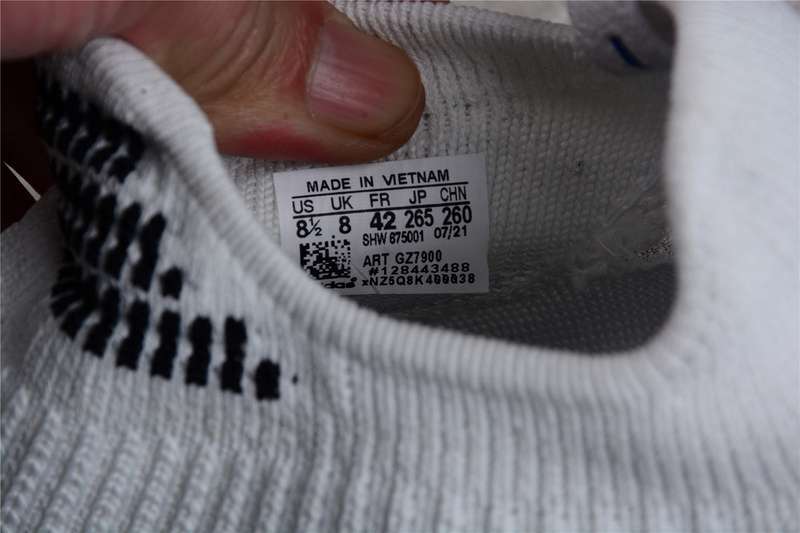 MADE IN VIETNAM
US UK FR JP CHN
8½ 8 42 265 260
SHW 675001 07/21
ART GZ7900
#128443488